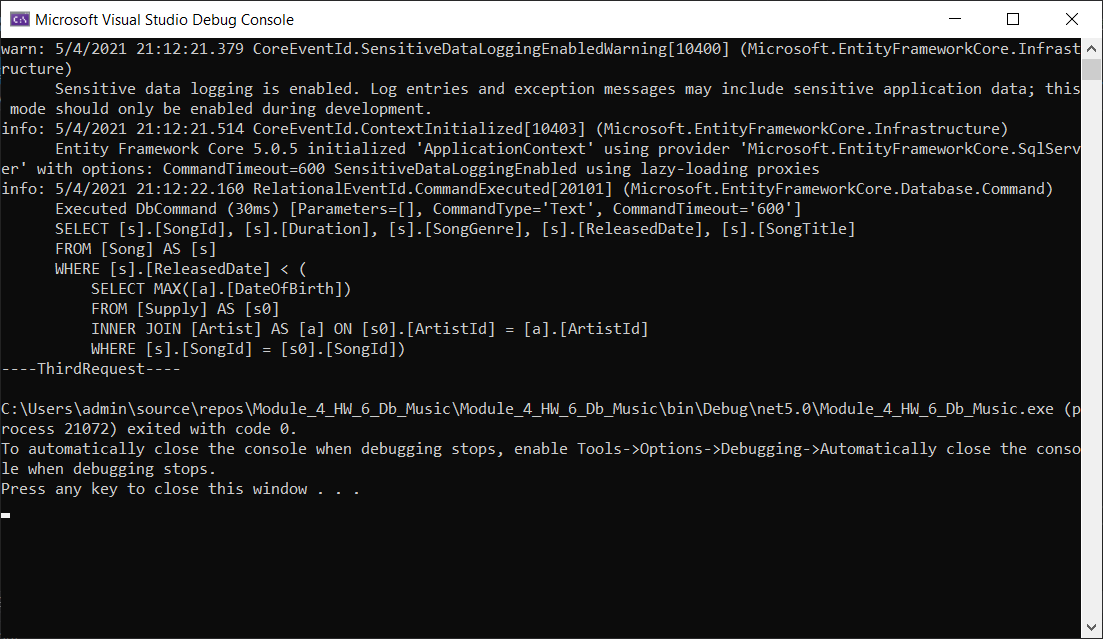 Microsoft Visual Studio Debug Console
warn: 5/4/2021 21:12:21.379 CoreEventId.SensitiveDataLoggingEnabledWarning[10400] (Microsoft.EntityFrameworkCore.Infrast
ructure)
      Sensitive data logging is enabled. Log entries and exception messages may include sensitive application data; this
 mode should only be enabled during development.
info: 5/4/2021 21:12:21.514 CoreEventId.ContextInitialized[10403] (Microsoft.EntityFrameworkCore.Infrastructure)
      Entity Framework Core 5.0.5 initialized 'ApplicationContext' using provider 'Microsoft.EntityFrameworkCore.SqlServ
er' with options: CommandTimeout=600 SensitiveDataLoggingEnabled using lazy-loading proxies
info: 5/4/2021 21:12:22.160 RelationalEventId.CommandExecuted[20101] (Microsoft.EntityFrameworkCore.Database.Command)
      Executed DbCommand (30ms) [Parameters=[], CommandType='Text', CommandTimeout='600']
      SELECT [s].[SongId], [s].[Duration], [s].[SongGenre], [s].[ReleasedDate], [s].[SongTitle]
      FROM [Song] AS [s]
      WHERE [s].[ReleasedDate] < (
          SELECT MAX([a].[DateOfBirth])
          FROM [Supply] AS [s0]
          INNER JOIN [Artist] AS [a] ON [s0].[ArtistId] = [a].[ArtistId]
          WHERE [s].[SongId] = [s0].[SongId])
----ThirdRequest----
C:\Users\admin\source\repos\Module_4_HW_6_Db_Music\Module_4_HW_6_Db_Music\bin\Debug\net5.0\Module_4_HW_6_Db_Music.exe (p
rocess 21072) exited with code 0.
To automatically close the console when debugging stops, enable Tools->Options->Debugging->Automatically close the conso
le when debugging stops.
Press any key to close this window . . .